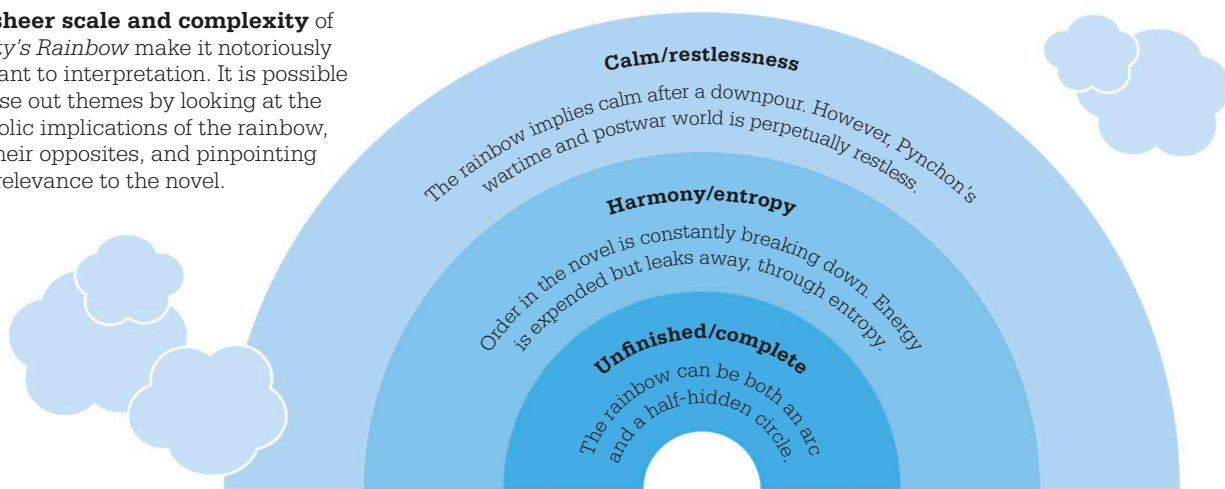 sheer scale and complexity of
ty’s Rainbow make it notoriously
ant to interpretation. It is possible
se out themes by looking at the
olic implications of the rainbow,
heir opposites, and pinpointing
relevance to the novel.
Calm/restlessness
The rainbow implies calm after a downpour. However, Pynchon’s
wartime and postwar world is perpetually restless.
Harmony/entropy
Order in the novel is constantly breaking down. Energy
is expended but leaks away, through entropy.
Unfinished/complete
The rainbow can be both an arc
and a half-hidden circle.